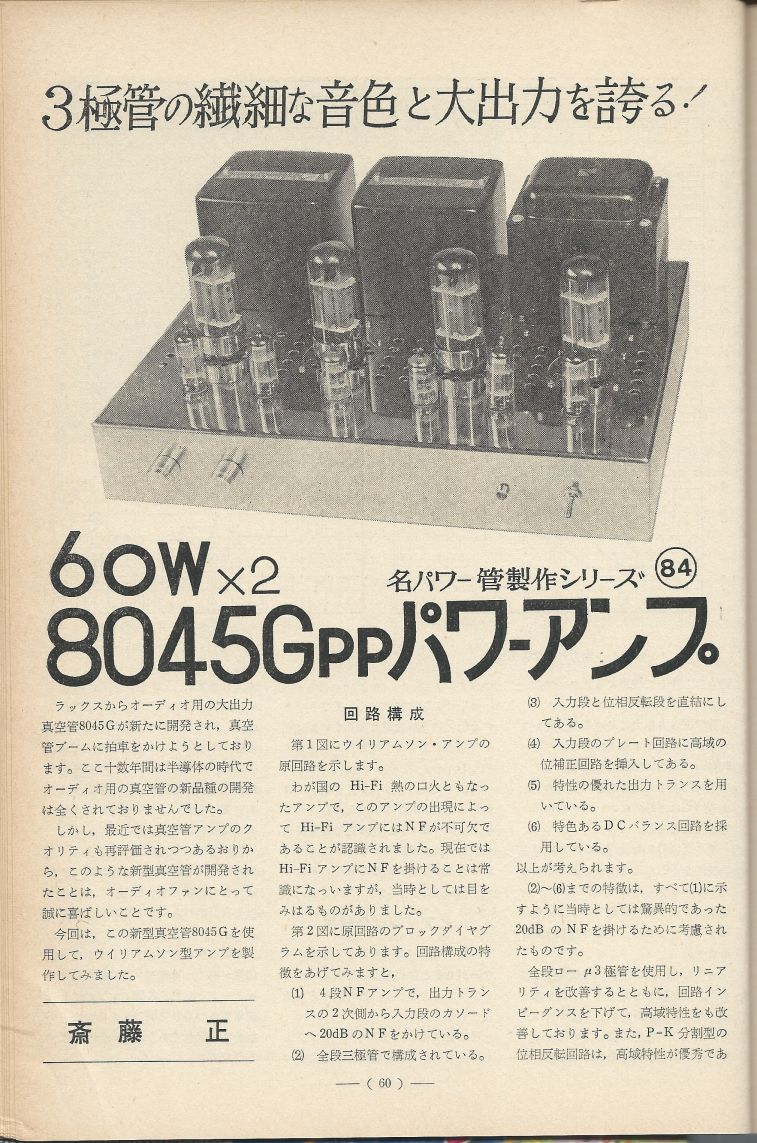 3極管の繊細な音色と大出力を誇る!
60W×2
名パワー管製作シリーズ 84
8045GPPパワーアンプ
ラックスからオーディオ用の大出力
真空管8045Gが新たに開発され，真空
管ブームに拍車をかけようとしており
ます。ここ十数年間は半導体の時代で
オーディオ用の真空管の新品種の開発
は全くされておりませんでした。
しかし，最近では真空管アンプのク
オリティも再評価されつつあるおりか
ら，このような新型真空管が開発され
たことは，オーディオファンにとって
誠に喜ばしいことです。
今回は，この新型真空管8045Gを使
用して，ウイリアムソン型アンプを製
作してみました。
斎藤 正
回路構成
第1図にウイリアムソン・アンプの
原回路を示します。
わが国の Hi-Fi 熱の口火ともなっ
たアンプで，このアンプの出現によっ
て Hi-Fi アンプにはNFが不可欠で
あることが認識されました。現在では
Hi-Fi アンプにNFを掛けることは常
識になっいますが，当時としては目を
みはるものがありました。
第2図に原回路のブロックダイヤグ
ラムを示してあります。回路構成の特
徴をあげてみますと，
(1) 4段NFアンプで，出力トラン
スの2次側から入力段のカソード
へ20dBのNFをかけている。
(2) 全段三極管で構成されている。
(3) 入力段と位相反転段を直結にし
てある。
(4) 入力段のプレート回路に高域の
位補正回路を挿入してある。
(5) 特性の優れた出力トランスを用
いている。
(6) 特色あるDCバランス回路を採
用している。
以上が考えられます。
(2)〜(6)までの特徴は，すべて(1)に示
すように当時としては驚異的であった
20dB の NF を掛けるために考慮され
たものです。
全段ロー μ3極管を使用し，リニア
リティを改善するとともに，回路イン
ピーダンスを下げて，高域特性をも改
善しております。また，P-K 分割型の
位相反転回路は，高域特性が優秀であ
―― ( 60 ) ――